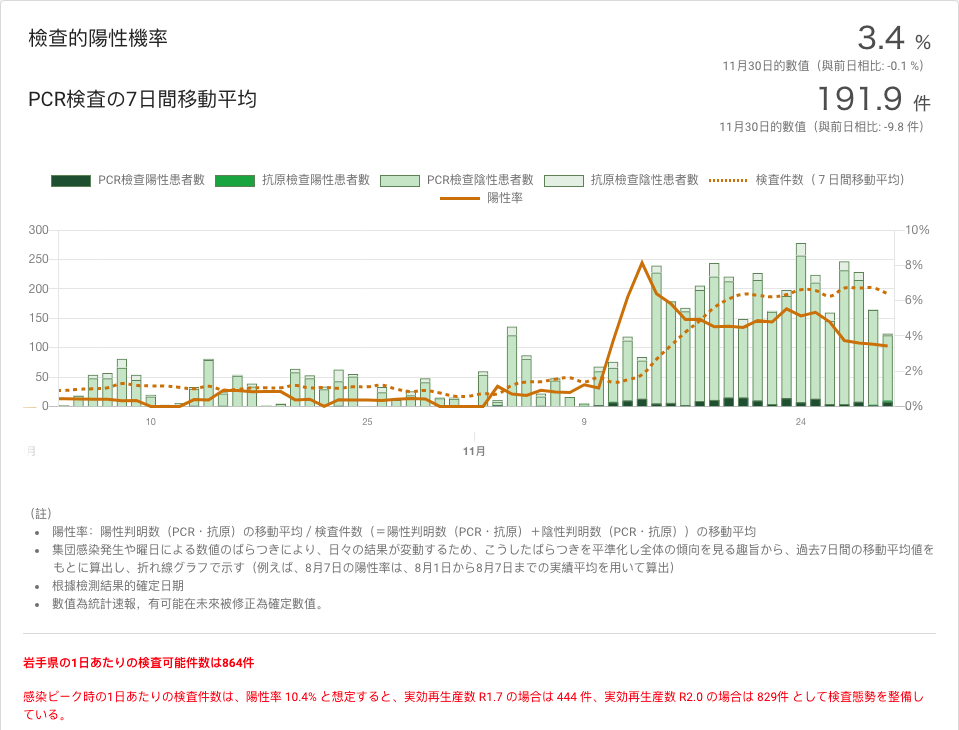 檢查的陽性機率
3.4 %
11月30日的數值（與前日相比: -0.1 %）
PCR検査の7日間移動平均
191.9 件
11月30日的數值（與前日相比: -9.8 件）
PCR檢查陽性患者數 抗原檢查陽性患者數 PCR檢查陰性患者數 抗原檢查陰性患者數 検査件数（７日間移動平均）
陽性率
300 10%
250 8%
200 6%
150
100 4%
50 2%
0 0%
10 25 9 24
月 11月
（註）
陽性率：陽性判明数（PCR・抗原）の移動平均 / 検査件数（＝陽性判明数（PCR・抗原）＋陰性判明数（PCR・抗原））の移動平均
集団感染発生や曜日による数値のばらつきにより、日々の結果が変動するため、こうしたばらつきを平準化し全体の傾向を見る趣旨から、過去7日間の移動平均値を
もとに算出し、折れ線グラフで示す（例えば、8月7日の陽性率は、8月1日から8月7日までの実績平均を用いて算出）
根據檢測結果的確定日期
數值為統計速報，有可能在未來被修正為確定數值。
岩手県の1日あたりの検査可能件数は864件
感染ピーク時の1日あたりの検査件数は、陽性率 10.4% と想定すると、実効再生産数 R1.7 の場合は 444 件、実効再生産数 R2.0 の場合は 829件 として検査態勢を整備し
ている。